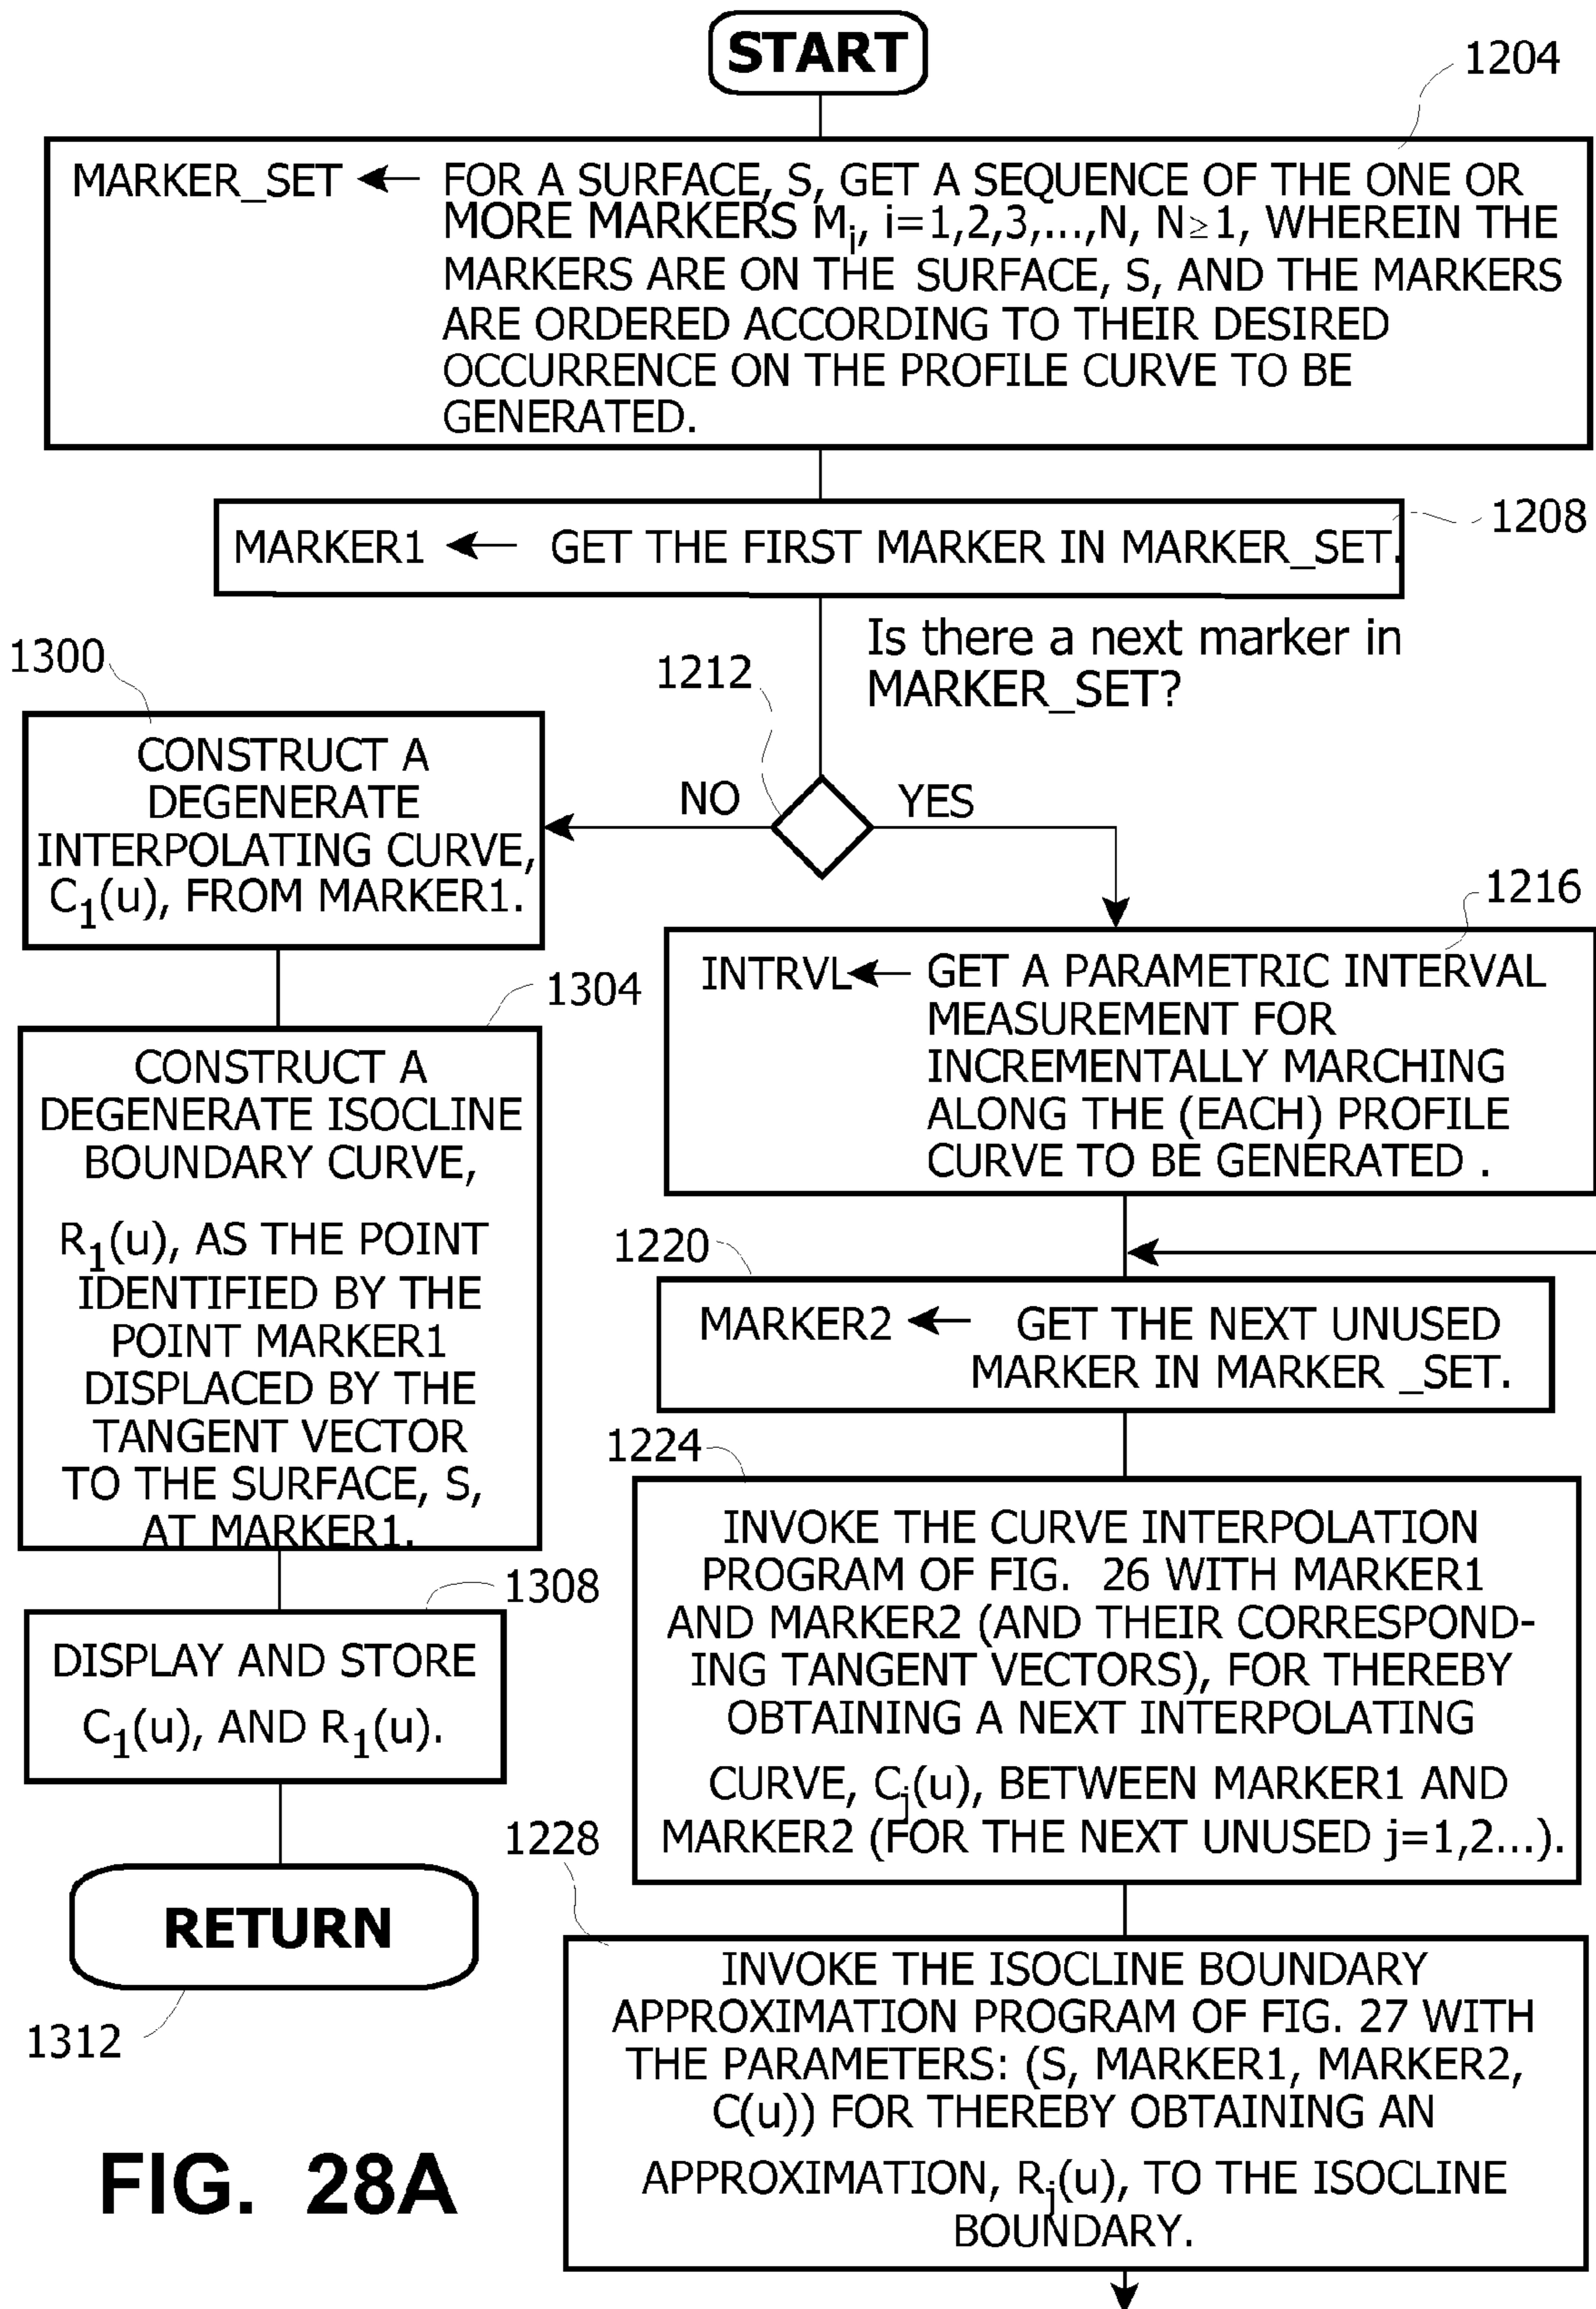 START
1204
MARKER_SET ← FOR A SURFACE, S, GET A SEQUENCE OF THE ONE OR
MORE MARKERS Mi, i=1,2,3,...,N, N≥1, WHEREIN THE
MARKERS ARE ON THE SURFACE, S, AND THE MARKERS
ARE ORDERED ACCORDING TO THEIR DESIRED
OCCURRENCE ON THE PROFILE CURVE TO BE
GENERATED.
1208
MARKER1 ← GET THE FIRST MARKER IN MARKER_SET.
Is there a next marker in
MARKER_SET?
1212
NO
YES
1300
CONSTRUCT A
DEGENERATE
INTERPOLATING CURVE,
C1(u), FROM MARKER1.
1304
CONSTRUCT A
DEGENERATE ISOCLINE
BOUNDARY CURVE,
R1(u), AS THE POINT
IDENTIFIED BY THE
POINT MARKER1
DISPLACED BY THE
TANGENT VECTOR
TO THE SURFACE, S,
AT MARKER1.
1308
DISPLAY AND STORE
C1(u), AND R1(u).
RETURN
1312
1216
INTRVL ← GET A PARAMETRIC INTERVAL
MEASUREMENT FOR
INCREMENTALLY MARCHING
ALONG THE (EACH) PROFILE
CURVE TO BE GENERATED .
1220
MARKER2 ← GET THE NEXT UNUSED
MARKER IN MARKER _SET.
1224
INVOKE THE CURVE INTERPOLATION
PROGRAM OF FIG. 26 WITH MARKER1
AND MARKER2 (AND THEIR CORRESPOND-
ING TANGENT VECTORS), FOR THEREBY
OBTAINING A NEXT INTERPOLATING
CURVE, Cj(u), BETWEEN MARKER1 AND
MARKER2 (FOR THE NEXT UNUSED j=1,2...).
1228
INVOKE THE ISOCLINE BOUNDARY
APPROXIMATION PROGRAM OF FIG. 27 WITH
THE PARAMETERS: (S, MARKER1, MARKER2,
C(u)) FOR THEREBY OBTAINING AN
APPROXIMATION, Rj(u), TO THE ISOCLINE
BOUNDARY.
FIG. 28A